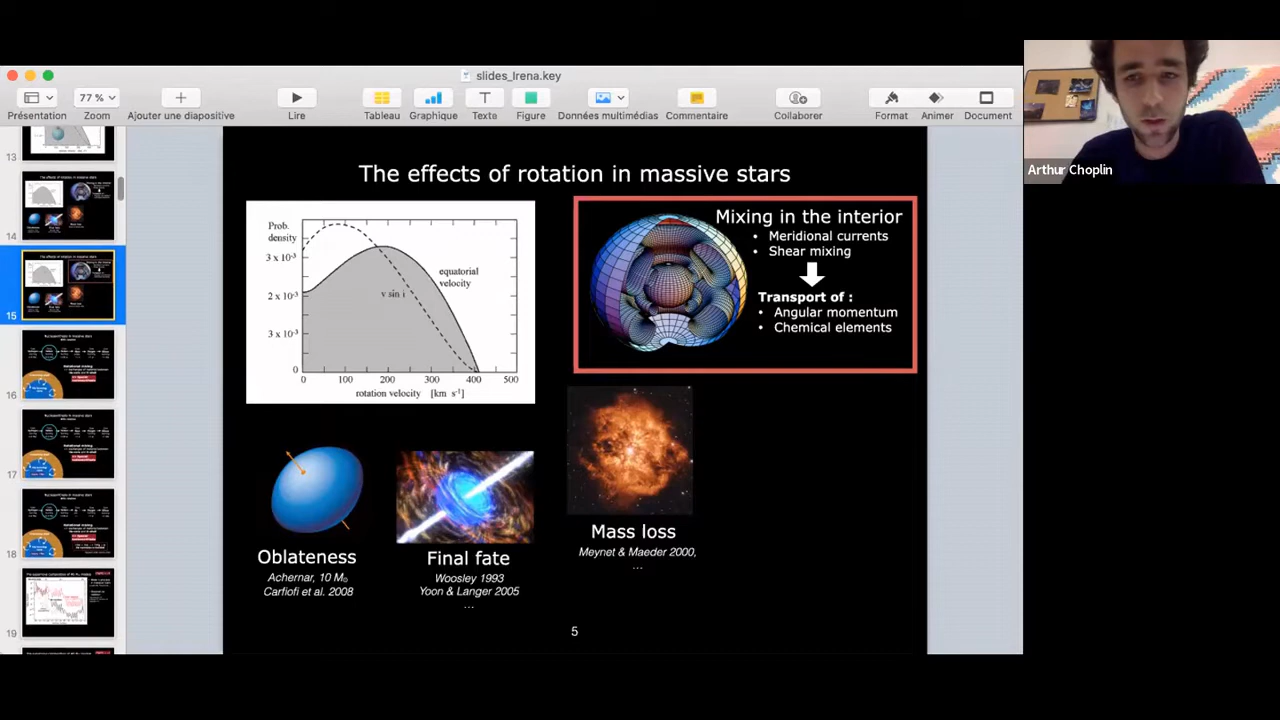 slides_Irena.key
77 %
Présentation
Zoom
Ajouter une diapositive
Lire
Tableau
Graphique
Texte
Figure
Données multimédias
Commentaire
Collaborer
Format
Animer
Document
Arthur Choplin
13
14
15
16
17
18
19
The effects of rotation in massive stars
Prob.
density
3 x 10⁻³
2 x 10⁻³
3 x 10⁻³
0
equatorial
velocity
v sin i
0 100 200 300 400 500
rotation velocity [km s⁻¹]
Mixing in the interior
• Meridional currents
• Shear mixing
Transport of :
• Angular momentum
• Chemical elements
Oblateness
Achernar, 10 M⊙
Carfiofi et al. 2008
Final fate
Woosley 1993
Yoon & Langer 2005
...
Mass loss
Meynet & Maeder 2000,
...
5